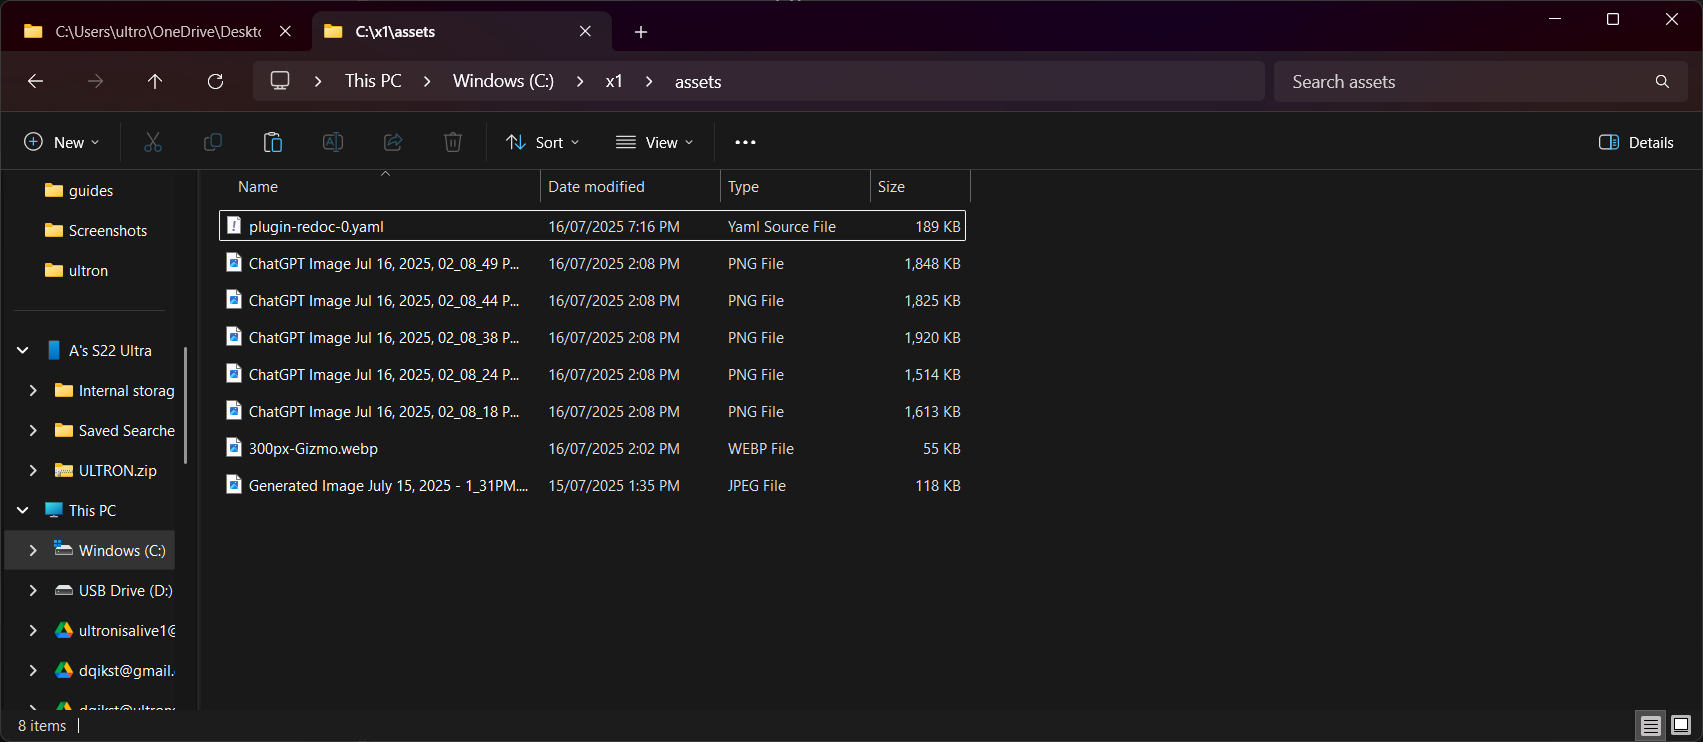 C:\Users\ultro\OneDrive\Deskto
C:\x1\assets
This PC > Windows (C:) > x1 > assets
Search assets
New
Sort
View
Details
guides
Screenshots
ultron
A's S22 Ultra
Internal storag
Saved Searche
ULTRON.zip
This PC
Windows (C:)
USB Drive (D:)
ultronisalive1@
dqikst@gmail.
Name Date modified Type Size
plugin-redoc-0.yaml 16/07/2025 7:16 PM Yaml Source File 189 KB
ChatGPT Image Jul 16, 2025, 02_08_49 P... 16/07/2025 2:08 PM PNG File 1,848 KB
ChatGPT Image Jul 16, 2025, 02_08_44 P... 16/07/2025 2:08 PM PNG File 1,825 KB
ChatGPT Image Jul 16, 2025, 02_08_38 P... 16/07/2025 2:08 PM PNG File 1,920 KB
ChatGPT Image Jul 16, 2025, 02_08_24 P... 16/07/2025 2:08 PM PNG File 1,514 KB
ChatGPT Image Jul 16, 2025, 02_08_18 P... 16/07/2025 2:08 PM PNG File 1,613 KB
300px-Gizmo.webp 16/07/2025 2:02 PM WEBP File 55 KB
Generated Image July 15, 2025 - 1_31PM.... 15/07/2025 1:35 PM JPEG File 118 KB
8 items